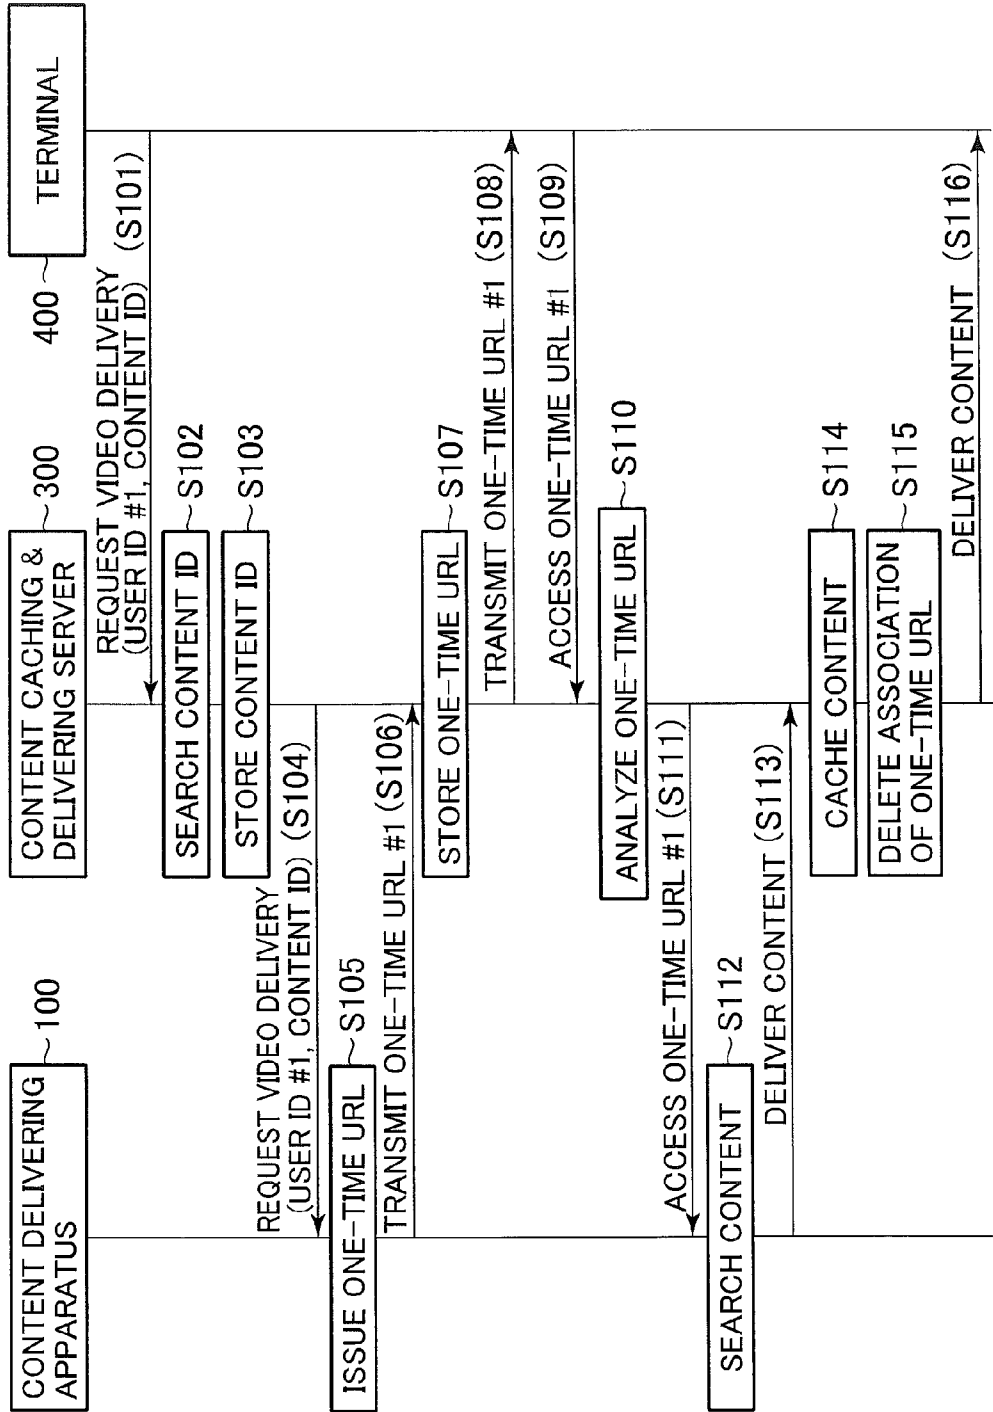 CONTENT DELIVERING
APPARATUS
100
CONTENT CACHING &
DELIVERING SERVER
300
TERMINAL
400
REQUEST VIDEO DELIVERY
(USER ID #1, CONTENT ID) (S101)
SEARCH CONTENT ID
S102
STORE CONTENT ID
S103
REQUEST VIDEO DELIVERY
(USER ID #1, CONTENT ID) (S104)
ISSUE ONE-TIME URL
S105
TRANSMIT ONE-TIME URL #1 (S106)
STORE ONE-TIME URL
S107
TRANSMIT ONE-TIME URL #1 (S108)
ACCESS ONE-TIME URL #1 (S109)
ANALYZE ONE-TIME URL
S110
ACCESS ONE-TIME URL #1 (S111)
SEARCH CONTENT
S112
DELIVER CONTENT (S113)
CACHE CONTENT
S114
DELETE ASSOCIATION
OF ONE-TIME URL
S115
DELIVER CONTENT (S116)